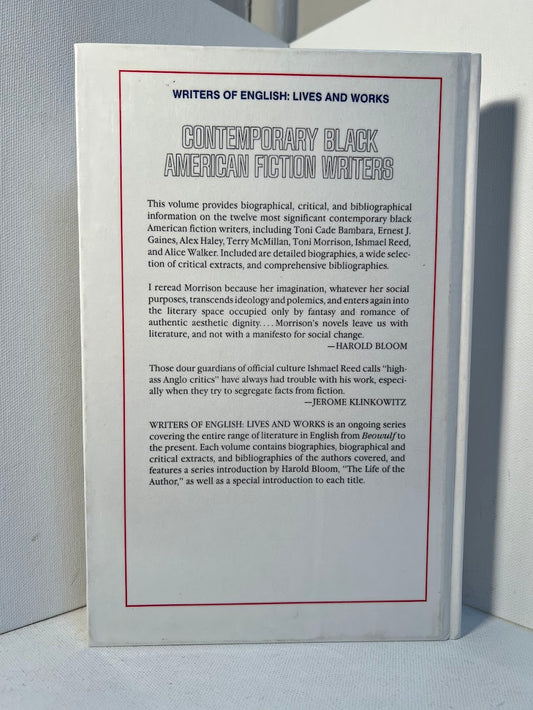 WRITERS OF ENGLISH: LIVES AND WORKS
CONTEMPORARY BLACK
AMERICAN FICTION WRITERS
This volume provides biographical, critical, and bibliographical
information on the twelve most significant contemporary black
American fiction writers, including Toni Cade Bambara, Ernest J.
Gaines, Alex Haley, Terry McMillan, Toni Morrison, Ishmael Reed,
and Alice Walker. Included are detailed biographies, a wide selec-
tion of critical extracts, and comprehensive bibliographies.
I reread Morrison because her imagination, whatever her social
purposes, transcends ideology and polemics, and enters again into
the literary space occupied only by fantasy and romance of
authentic aesthetic dignity. . . . Morrison's novels leave us with
literature, and not with a manifesto for social change.
—HAROLD BLOOM
Those dour guardians of official culture Ishmael Reed calls "high-
ass Anglo critics" have always had trouble with his work, especi-
ally when they try to segregate facts from fiction.
—JEROME KLINKOWITZ
WRITERS OF ENGLISH: LIVES AND WORKS is an ongoing series
covering the entire range of literature in English from Beowulf to
the present. Each volume contains biographies, biographical and
critical extracts, and bibliographies of the authors covered, and
features a series introduction by Harold Bloom, "The Life of the
Author," as well as a special introduction to each title.